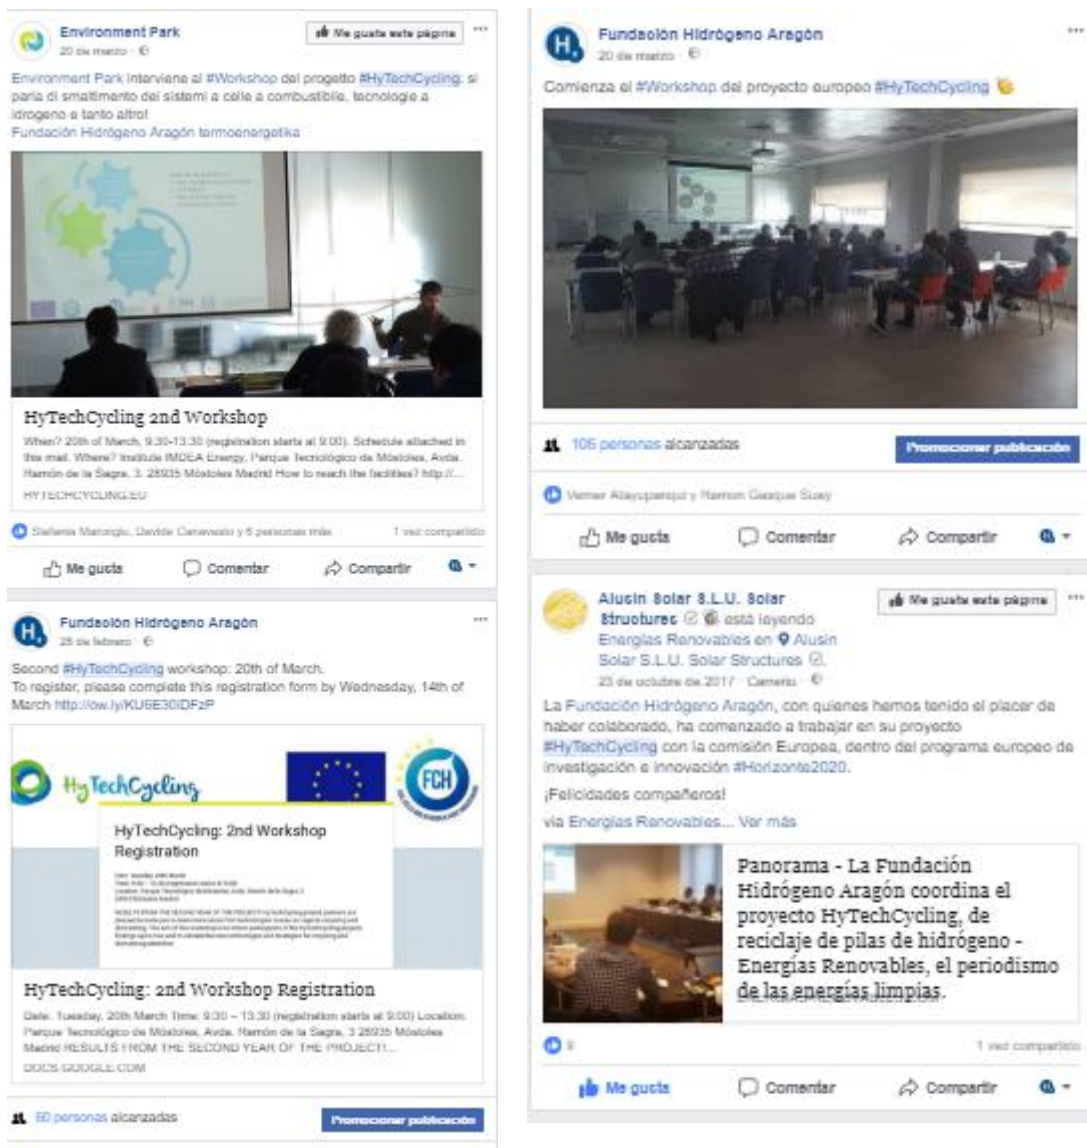 Environment Park
20 de marzo
Me gusta esta página
Environment Park interviene al #Workshop del progetto #HyTechCycling: si
parla di smaltimento dei sistemi a celle a combustibile, tecnologie a
idrogeno e tanto altro!
Fundación Hidrógeno Aragón termoenergetika
HyTechCycling 2nd Workshop
When? 20th of March, 9.30-13.30 (registration starts at 9:00). Schedule attached in
this mail. Where? Institute IMDEA Energy, Parque Tecnológico de Móstoles, Avda.
Ramón de la Sagra, 3. 28935 Móstoles Madrid How to reach the facilities? http://...
HYTECHCYCLING.EU
y 6 personas más
1 vez compartido
Me gusta
Comentar
Compartir
Fundación Hidrógeno Aragón
de febrero
Second #HyTechCycling workshop: 20th of March.
To register, please complete this registration form by Wednesday, 14th of
March
HyTechCycling
FCH
HyTechCycling: 2nd Workshop
Registration
HyTechCycling: 2nd Workshop Registration
Date: Tuesday, 20th March Time: 9:30 – 13.30 (registration starts at 9:00) Location:
Parque Tecnológico de Móstoles, Avda. Ramón de la Sagra, 3 28935 Móstoles
Madrid RESULTS FROM THE SECOND YEAR OF THE PROJECT!...
DOCS.GOOGLE.COM
personas alcanzadas
Promocionar publicación
Fundación Hidrógeno Aragón
20 de marzo
Comienza el #Workshop del proyecto europeo #HyTechCycling
personas alcanzadas
Promocionar publicación
Me gusta
Comentar
Compartir
Alusin Solar S.L.U. Solar
Structures está leyendo
Energías Renovables en Alusin
Solar S.L.U. Solar Structures
Me gusta esta página
de octubre de 2017
La Fundación Hidrógeno Aragón, con quienes hemos tenido el placer de
haber colaborado, ha comenzado a trabajar en su proyecto
#HyTechCycling con la comisión Europea, dentro del programa europeo de
investigación e innovación #Horizonte2020.
¡Felicidades compañeros!
via Energías Renovables... Ver más
Panorama - La Fundación
Hidrógeno Aragón coordina el
proyecto HyTechCycling, de
reciclaje de pilas de hidrógeno -
Energías Renovables, el periodismo
de las energías limpias.
1 vez compartido
Me gusta
Comentar
Compartir